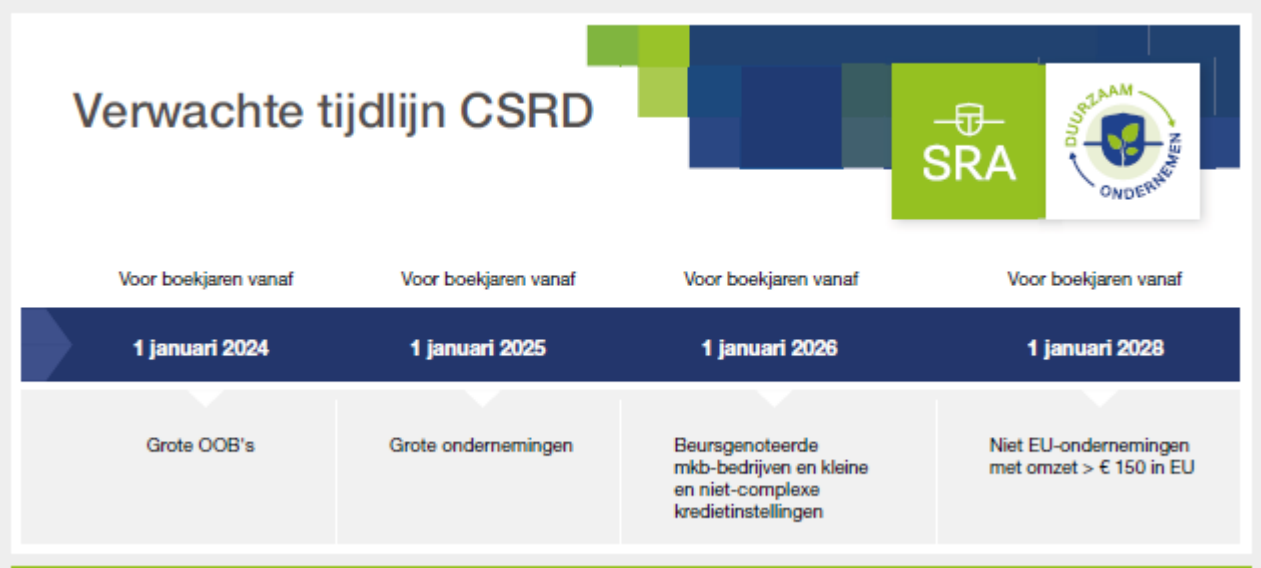 Verwachte tijdlijn CSRD
SRA
DUURZAAM
ONDERNEMEN
Voor boekjaren vanaf
Voor boekjaren vanaf
Voor boekjaren vanaf
Voor boekjaren vanaf
1 januari 2024
1 januari 2025
1 januari 2026
1 januari 2028
Grote OOB's
Grote ondernemingen
Beursgenoteerde
mkb-bedrijven en kleine
en niet-complexe
kredietinstellingen
Niet EU-ondernemingen
met omzet > € 150 in EU